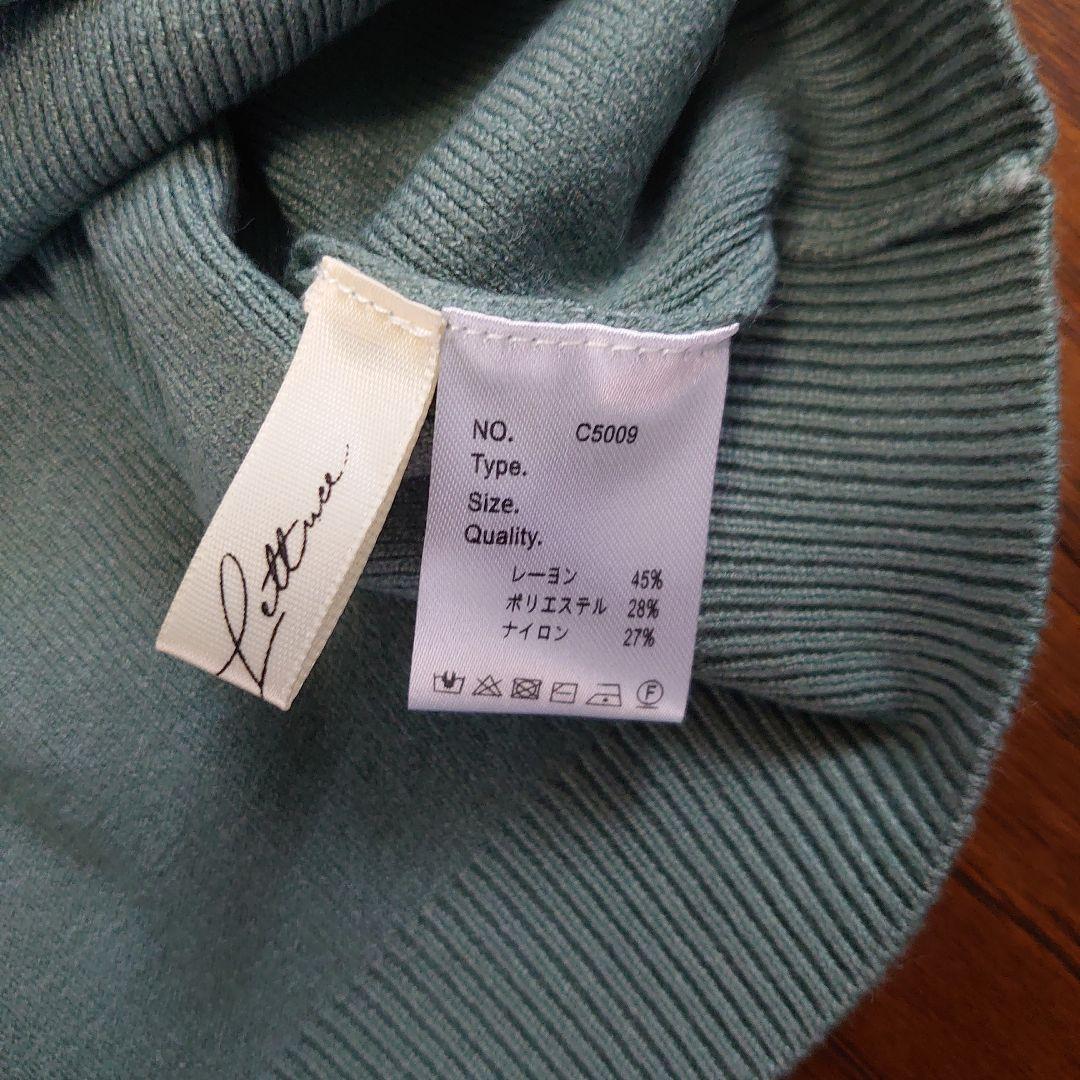 Lettuce
NO. C5009
Type.
Size.
Quality.
レーヨン 45%
ポリエステル 28%
ナイロン 27%
F